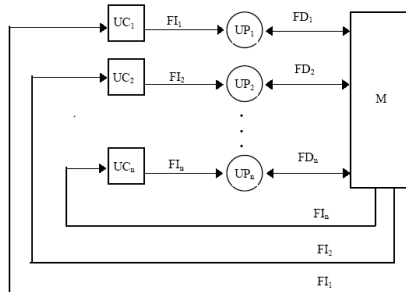 UC₁ FI₁ UP₁ FD₁
UC₂ FI₂ UP₂ FD₂
M
UCₙ FIₙ UPₙ FDₙ
FIₙ
FI₂
FI₁